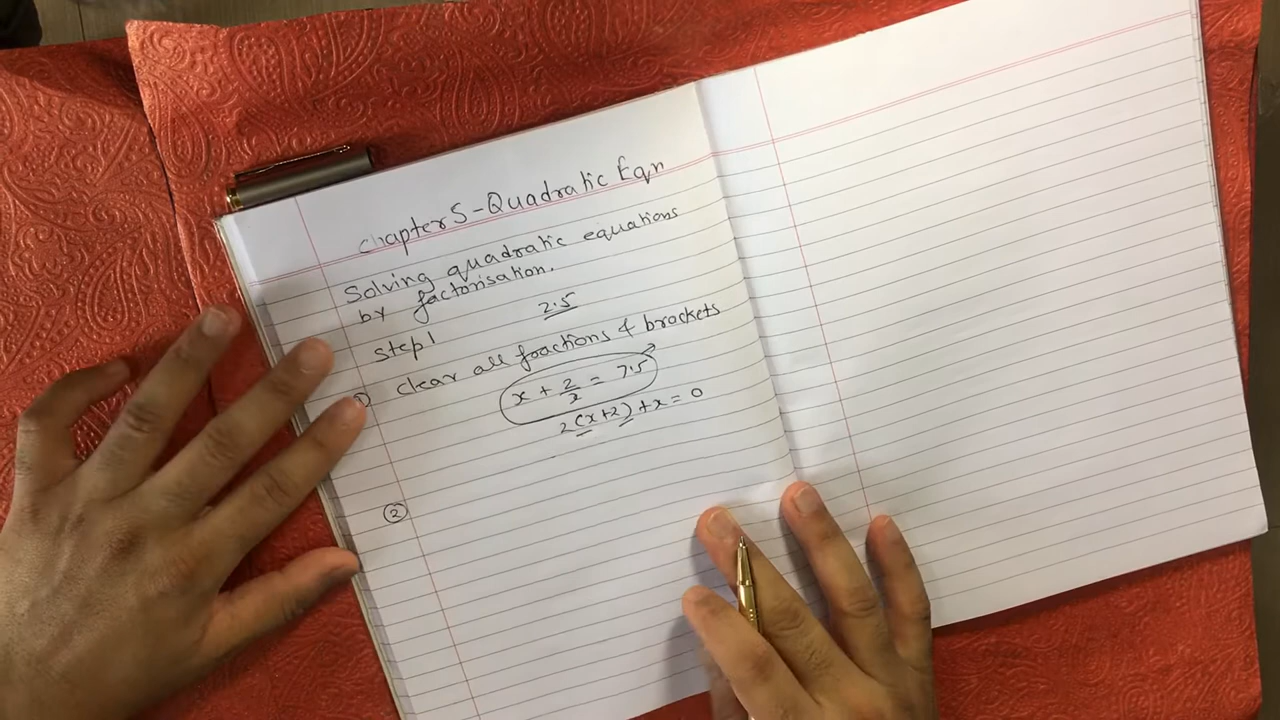 Chapter 5 - Quadratic Eqn
Solving quadratic equations
by factorisation.
2.5
step 1
① clear all fractions & brackets
x + 2/x = 7.5
2(x+2) + x = 0
②